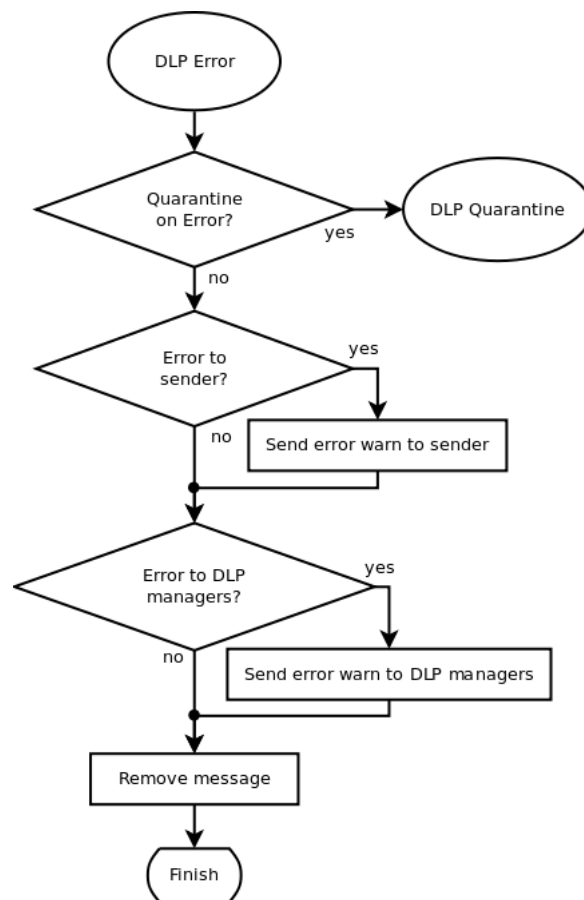 DLP Error
Quarantine
on Error?
DLP Quarantine
yes
no
Error to
sender?
yes
no
Send error warn to sender
Error to DLP
managers?
yes
no
Send error warn to DLP managers
Remove message
Finish